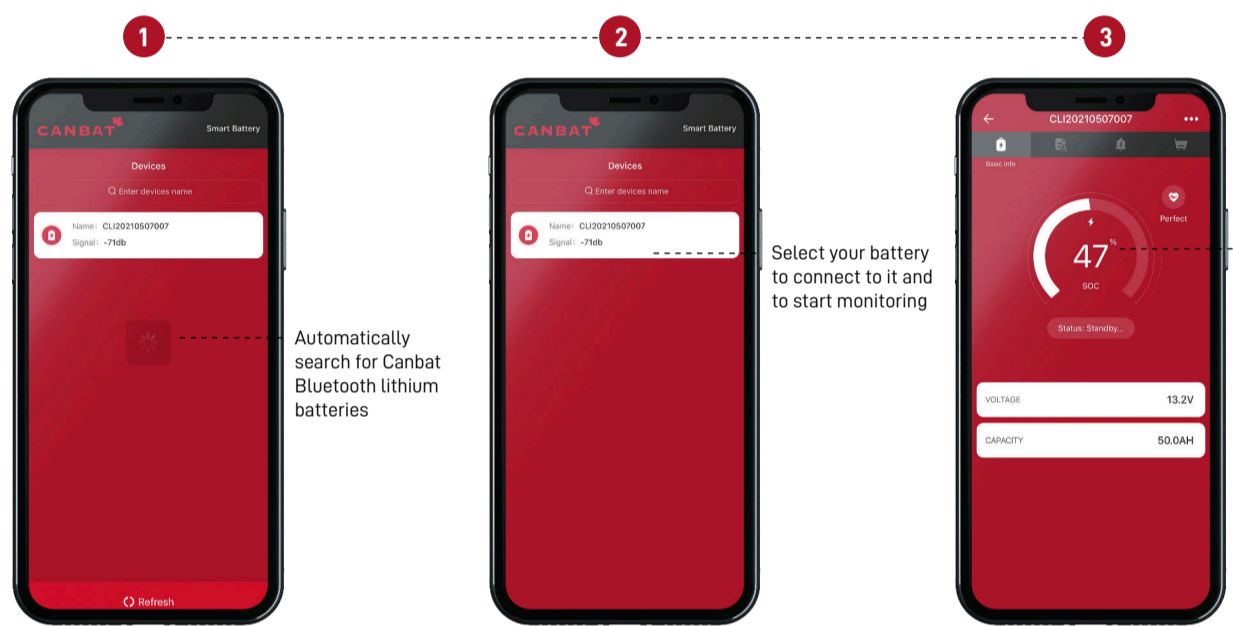 1
2
3
CANBAT
Smart Battery
Devices
Enter devices name
Name: CLI20210507007
Signal: -71db
Refresh
Automatically
search for Canbat
Bluetooth lithium
batteries
CANBAT
Smart Battery
Devices
Enter devices name
Name: CLI20210507007
Signal: -71db
Select your battery
to connect to it and
to start monitoring
CLI20210507007
Basic info
Perfect
47%
SOC
Status: Standby...
VOLTAGE 13.2V
CAPACITY 50.0AH